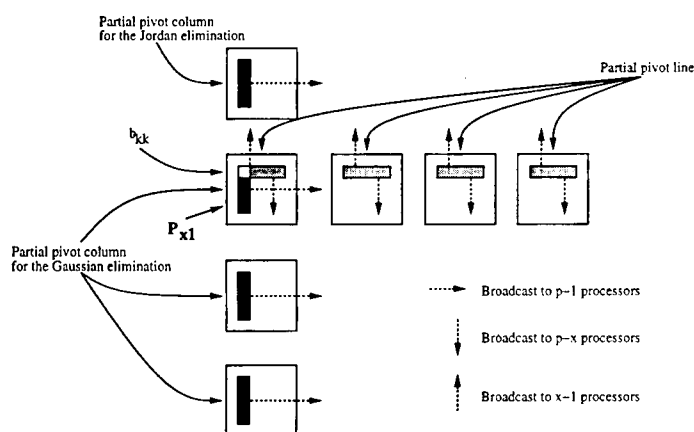 Partial pivot column
for the Jordan elimination
Partial pivot line
b_kk
P_x1
Partial pivot column
for the Gaussian elimination
Broadcast to p−1 processors
Broadcast to p−x processors
Broadcast to x−1 processors